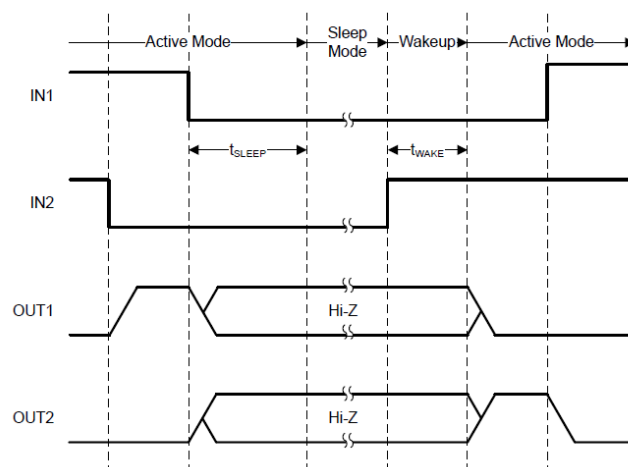 Active Mode
Sleep
Mode
Wakeup
Active Mode
IN1
tSLEEP
tWAKE
IN2
OUT1
Hi-Z
OUT2
Hi-Z